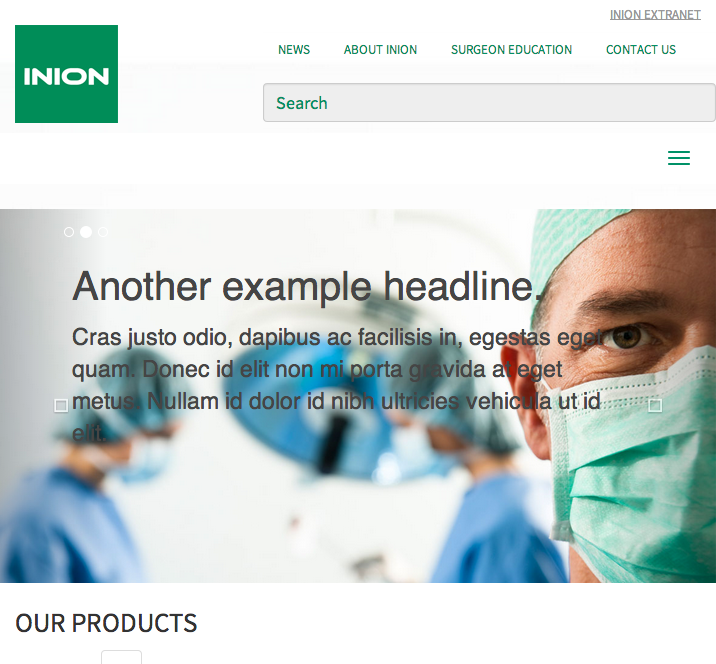 INION EXTRANET
INION
NEWS ABOUT INION SURGEON EDUCATION CONTACT US
Search
Another example headline.
Cras justo odio, dapibus ac facilisis in, egestas eget
quam. Donec id elit non mi porta gravida at eget
metus. Nullam id dolor id nibh ultricies vehicula ut id
elit.
OUR PRODUCTS